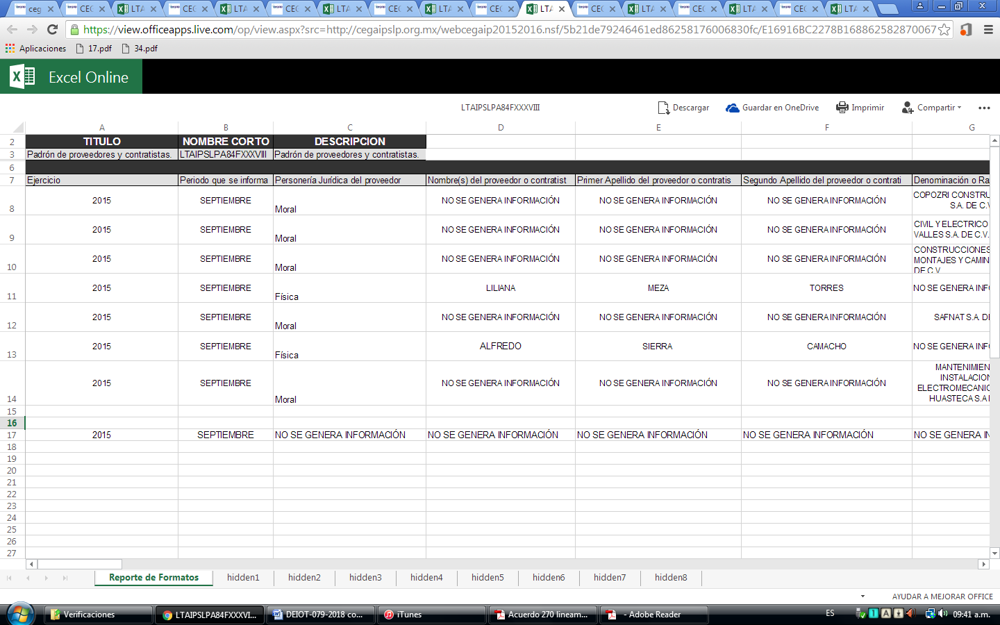 ceg CEC LTA CEC LTA CEC LTA CEC LTA CEC LTA CEC LTA CEC LTA CEC LTA
https://view.officeapps.live.com/op/view.aspx?src=http://cegaipslp.org.mx/webcegaip20152016.nsf/5b21de79246461ed86258176006830fc/E16916BC2278B168862582870067
Aplicaciones 17.pdf 34.pdf
Excel Online
LTAIPSLPA84FXXXVIII Descargar Guardar en OneDrive Imprimir Compartir
A B C D E F G
2 TITULO NOMBRE CORTO DESCRIPCION
3 Padrón de proveedores y contratistas. LTAIPSLPA84FXXXVIII Padrón de proveedores y contratistas.
6
7 Ejercicio Periodo que se informa Personería Jurídica del proveedor Nombre(s) del proveedor o contratist Primer Apellido del proveedor o contratis Segundo Apellido del proveedor o contrati Denominación o Ra
8 2015 SEPTIEMBRE Moral NO SE GENERA INFORMACIÓN NO SE GENERA INFORMACIÓN NO SE GENERA INFORMACIÓN COPOZRI CONSTRU
S.A. DE C.V
9 2015 SEPTIEMBRE Moral NO SE GENERA INFORMACIÓN NO SE GENERA INFORMACIÓN NO SE GENERA INFORMACIÓN CIVIL Y ELECTRICO
VALLES S.A. DE C.V.
10 2015 SEPTIEMBRE Moral NO SE GENERA INFORMACIÓN NO SE GENERA INFORMACIÓN NO SE GENERA INFORMACIÓN CONSTRUCCIONES
MONTAJES Y CAMIN
DE C.V
11 2015 SEPTIEMBRE Física LILIANA MEZA TORRES NO SE GENERA INF
12 2015 SEPTIEMBRE Moral NO SE GENERA INFORMACIÓN NO SE GENERA INFORMACIÓN NO SE GENERA INFORMACIÓN SAFNAT S.A. DE
13 2015 SEPTIEMBRE Física ALFREDO SIERRA CAMACHO NO SE GENERA INF
14 2015 SEPTIEMBRE Moral NO SE GENERA INFORMACIÓN NO SE GENERA INFORMACIÓN NO SE GENERA INFORMACIÓN MANTENIMIEN
INSTALACION
ELECTROMECANIC
HUASTECA S.A
15
16
17 2015 SEPTIEMBRE NO SE GENERA INFORMACIÓN NO SE GENERA INFORMACIÓN NO SE GENERA INFORMACIÓN NO SE GENERA INFORMACIÓN NO SE GENERA IN
18
19
20
21
22
23
24
25
26
27
Reporte de Formatos hidden1 hidden2 hidden3 hidden4 hidden5 hidden6 hidden7 hidden8
AYUDAR A MEJORAR OFFICE
Verificaciones LTAIPSLPA84FXXXVI... DEIOT-079-2018 co... iTunes Acuerdo 270 lineam... - Adobe Reader ES 09:41 a.m.